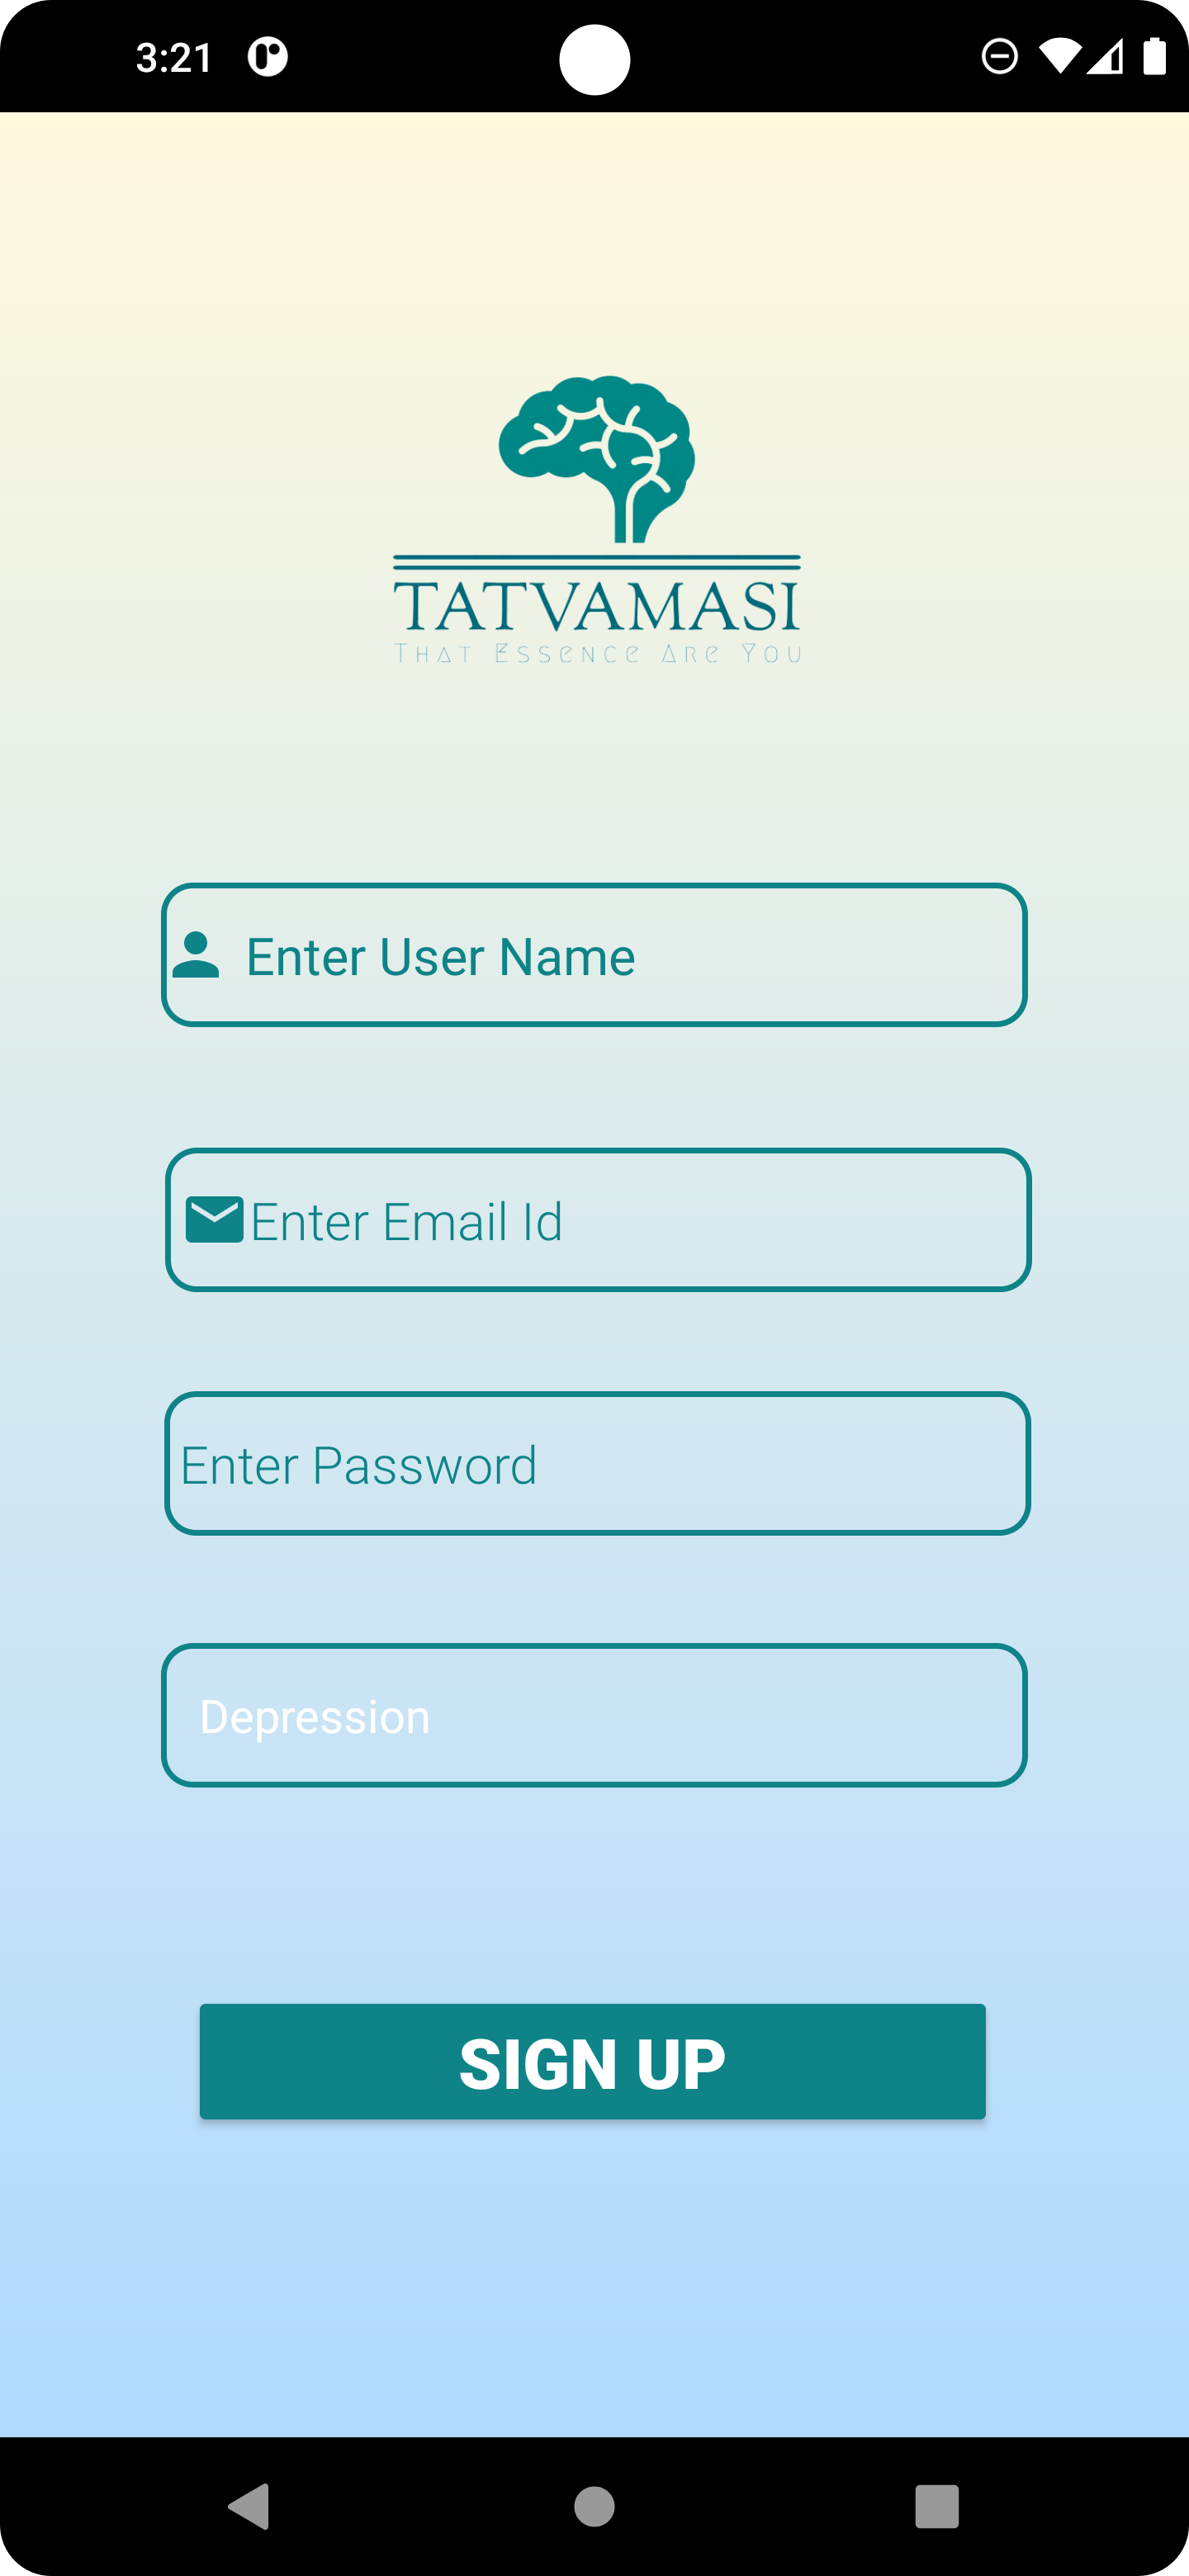 3:21
TATVAMASI
That Essence Are You
Enter User Name
Enter Email Id
Enter Password
Depression
SIGN UP